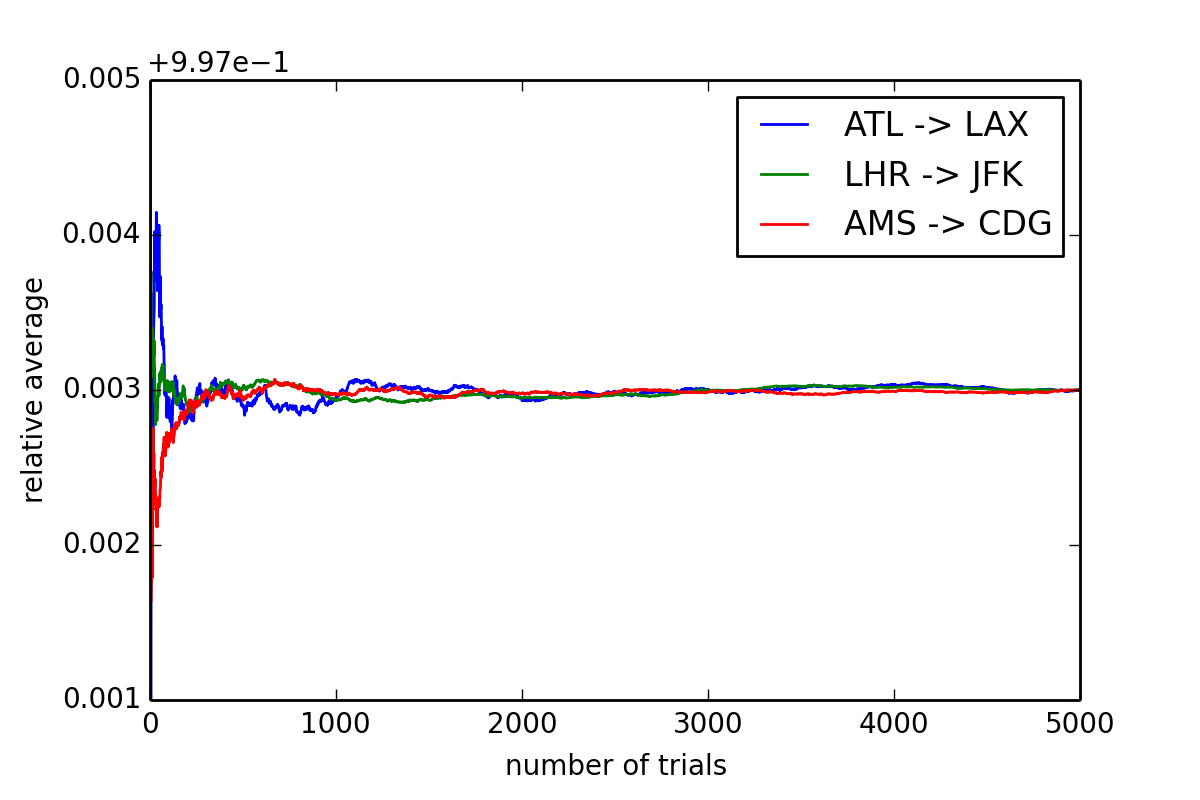 +9.97e−1
0.005
0.004
0.003
0.002
0.001
relative average
ATL -> LAX
LHR -> JFK
AMS -> CDG
0 1000 2000 3000 4000 5000
number of trials